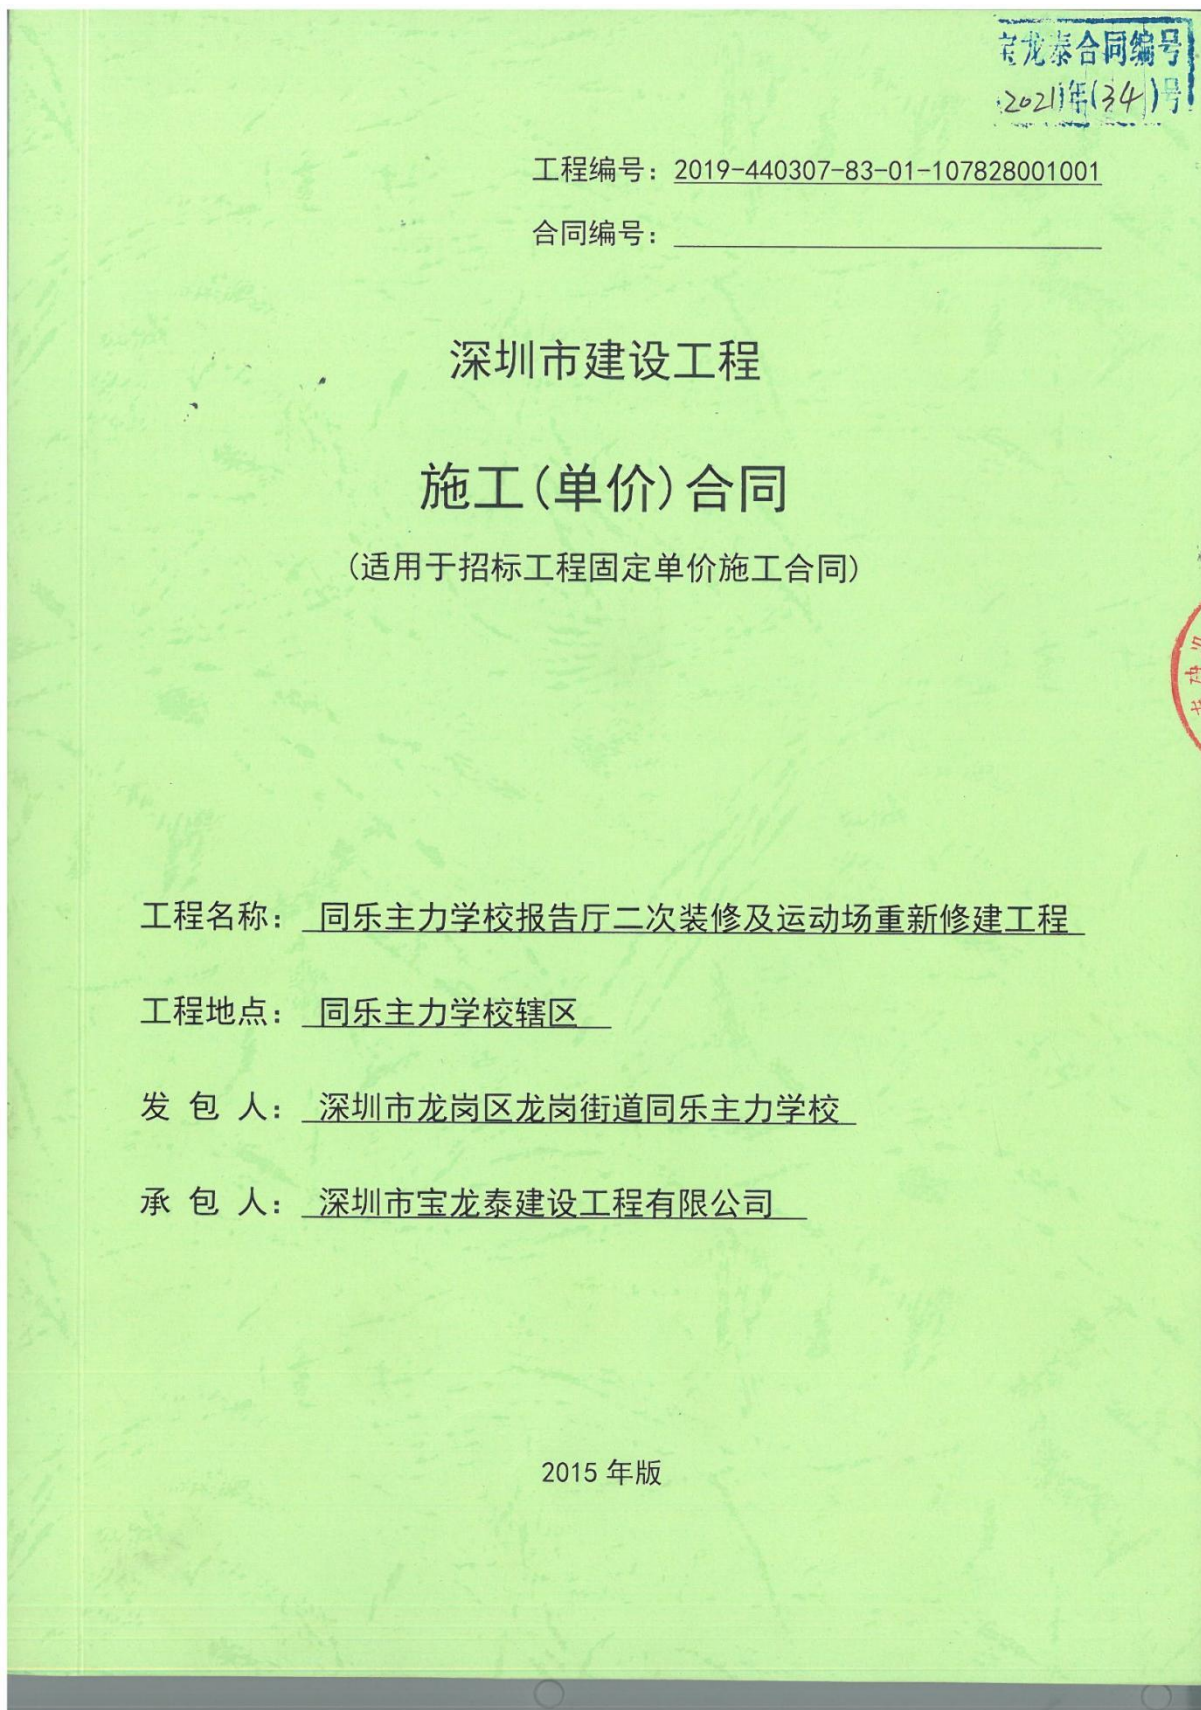 宝龙泰合同编号
2021年(34)号
工程编号：2019-440307-83-01-107828001001
合同编号：
深圳市建设工程
施工(单价)合同
(适用于招标工程固定单价施工合同)
工程名称：同乐主力学校报告厅二次装修及运动场重新修建工程
工程地点：同乐主力学校辖区
发包人：深圳市龙岗区龙岗街道同乐主力学校
承包人：深圳市宝龙泰建设工程有限公司
2015年版